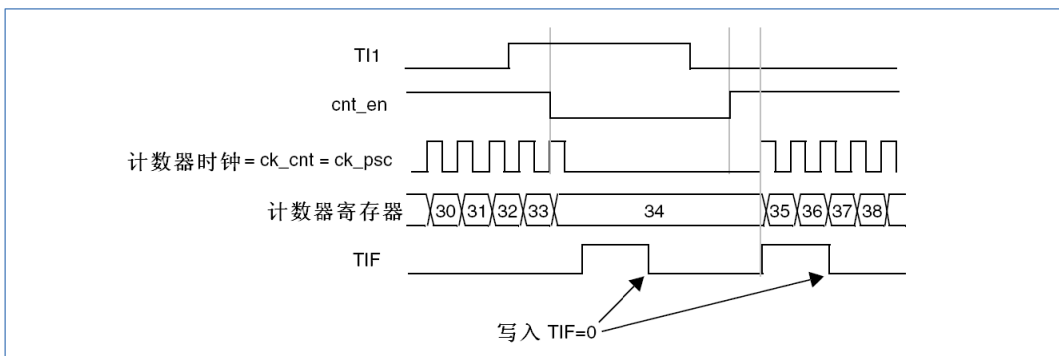 TI1
cnt_en
计数器时钟 = ck_cnt = ck_psc
计数器寄存器 30 31 32 33 34 35 36 37 38
TIF
写入 TIF=0